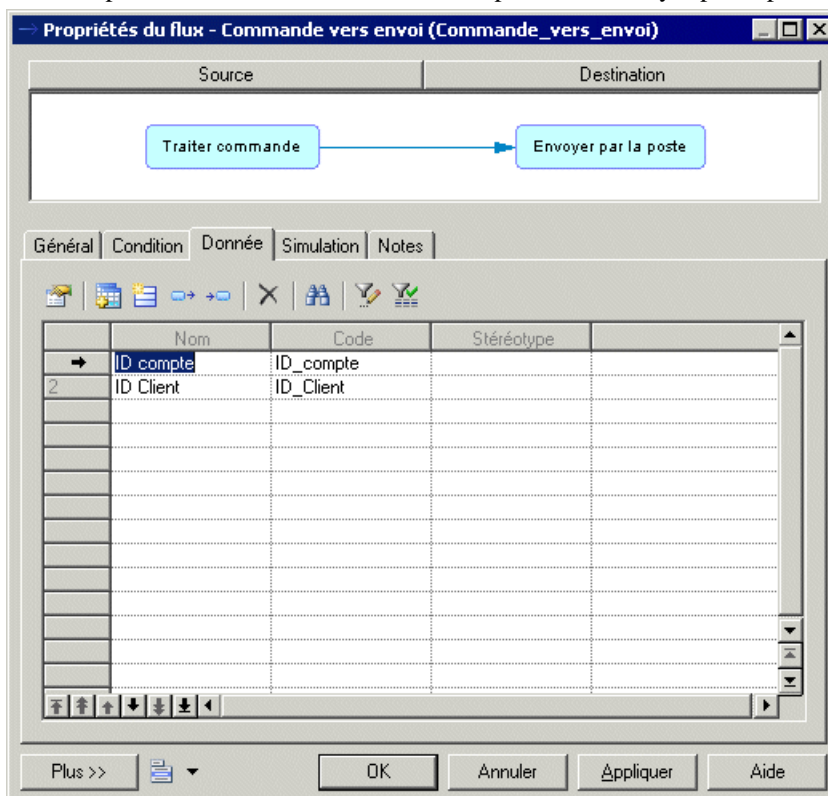 Propriétés du flux - Commande vers envoi (Commande_vers_envoi)
Source Destination
Traiter commande Envoyer par la poste
Général Condition Donnée Simulation Notes
Nom Code Stéréotype
ID compte ID_compte
2 ID Client ID_Client
Plus >> OK Annuler Appliquer Aide